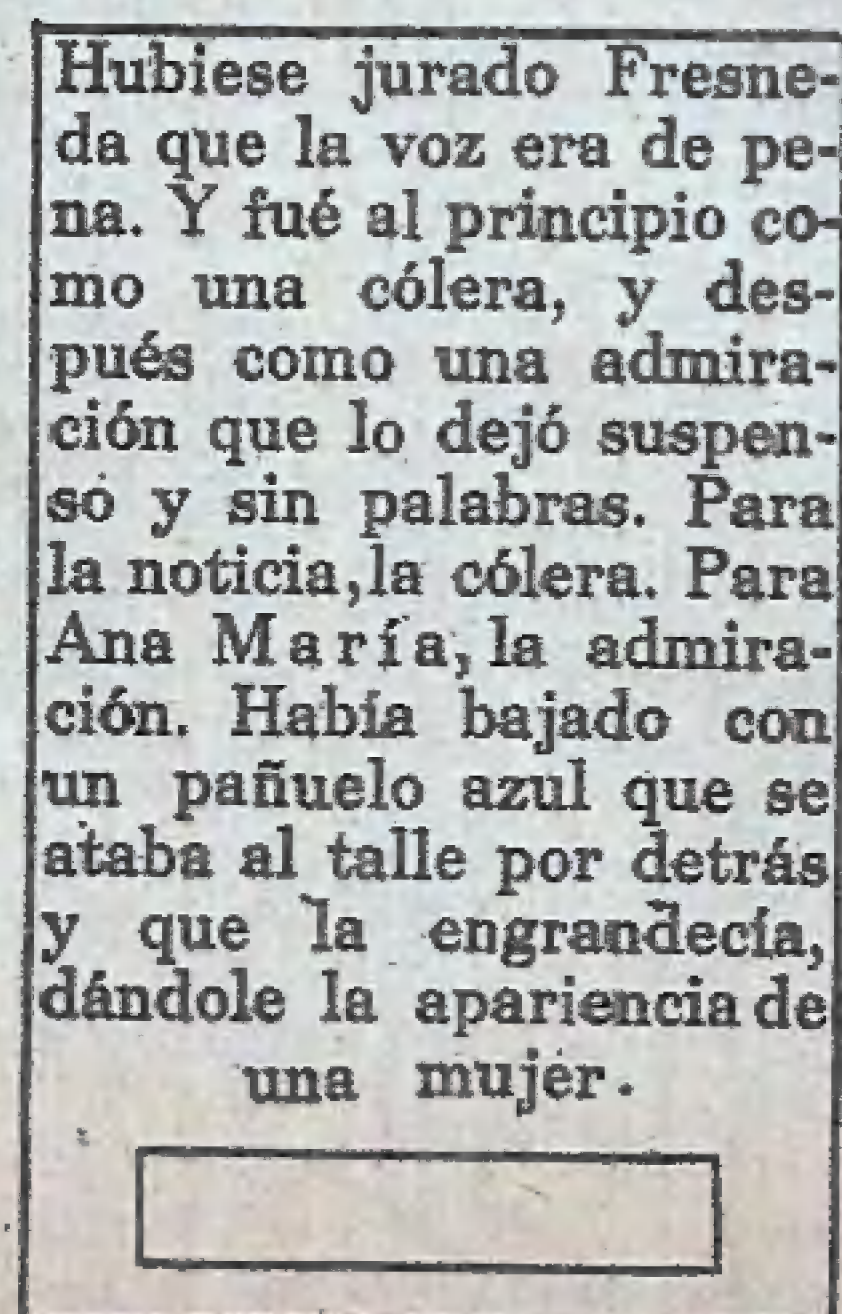 Hubiese jurado Fresne-
da que la voz era de pe-
na. Y fué al principio co-
mo una cólera, y des-
pués como una admira-
ción que lo dejó suspen-
so y sin palabras. Para
la noticia, la cólera. Para
Ana María, la admira-
ción. Había bajado con
un pañuelo azul que se
ataba al talle por detrás
y que la engrandecía,
dándole la apariencia de
una mujer.